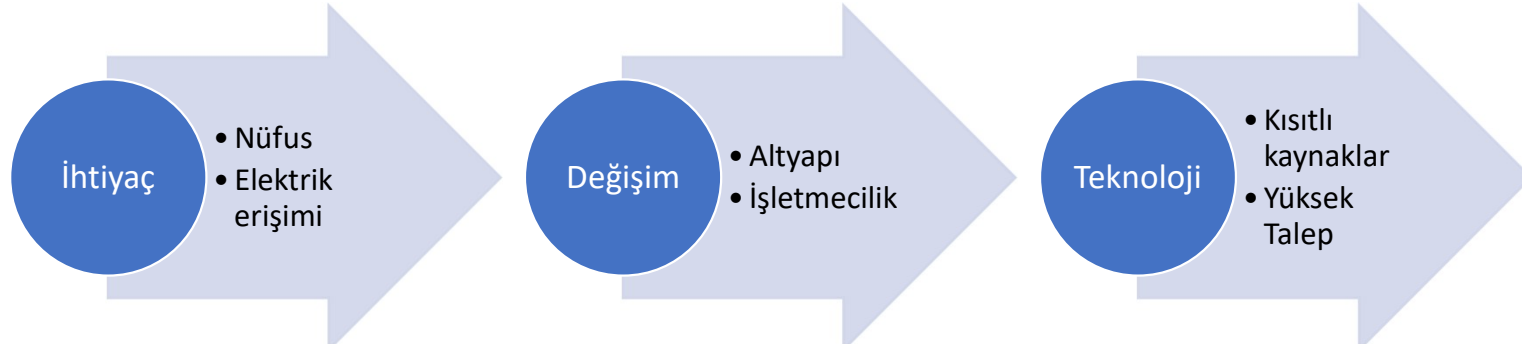 İhtiyaç
• Nüfus
• Elektrik
erişimi
Değişim
• Altyapı
• İşletmecilik
Teknoloji
• Kısıtlı
kaynaklar
• Yüksek
Talep